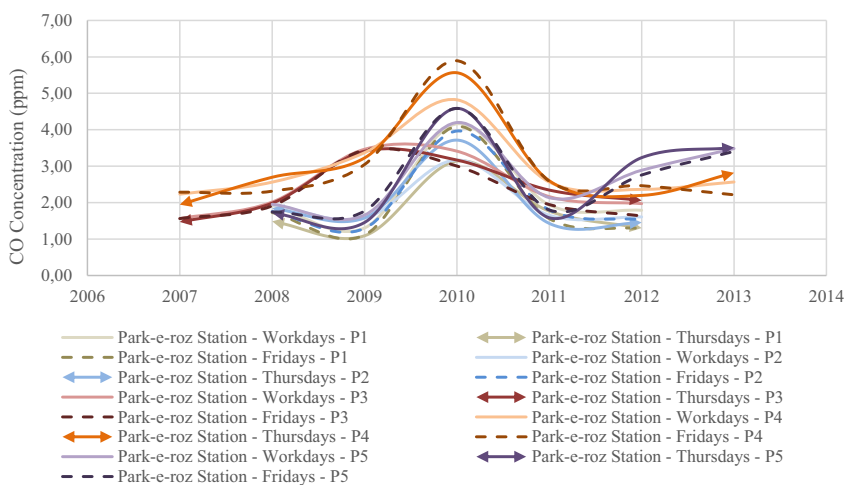 7,00
6,00
5,00
4,00
3,00
2,00
1,00
0,00
CO Concentration (ppm)
2006 2007 2008 2009 2010 2011 2012 2013 2014
Park-e-roz Station - Workdays - P1
Park-e-roz Station - Thursdays - P1
Park-e-roz Station - Fridays - P1
Park-e-roz Station - Workdays - P2
Park-e-roz Station - Thursdays - P2
Park-e-roz Station - Fridays - P2
Park-e-roz Station - Workdays - P3
Park-e-roz Station - Thursdays - P3
Park-e-roz Station - Fridays - P3
Park-e-roz Station - Workdays - P4
Park-e-roz Station - Thursdays - P4
Park-e-roz Station - Fridays - P4
Park-e-roz Station - Workdays - P5
Park-e-roz Station - Thursdays - P5
Park-e-roz Station - Fridays - P5